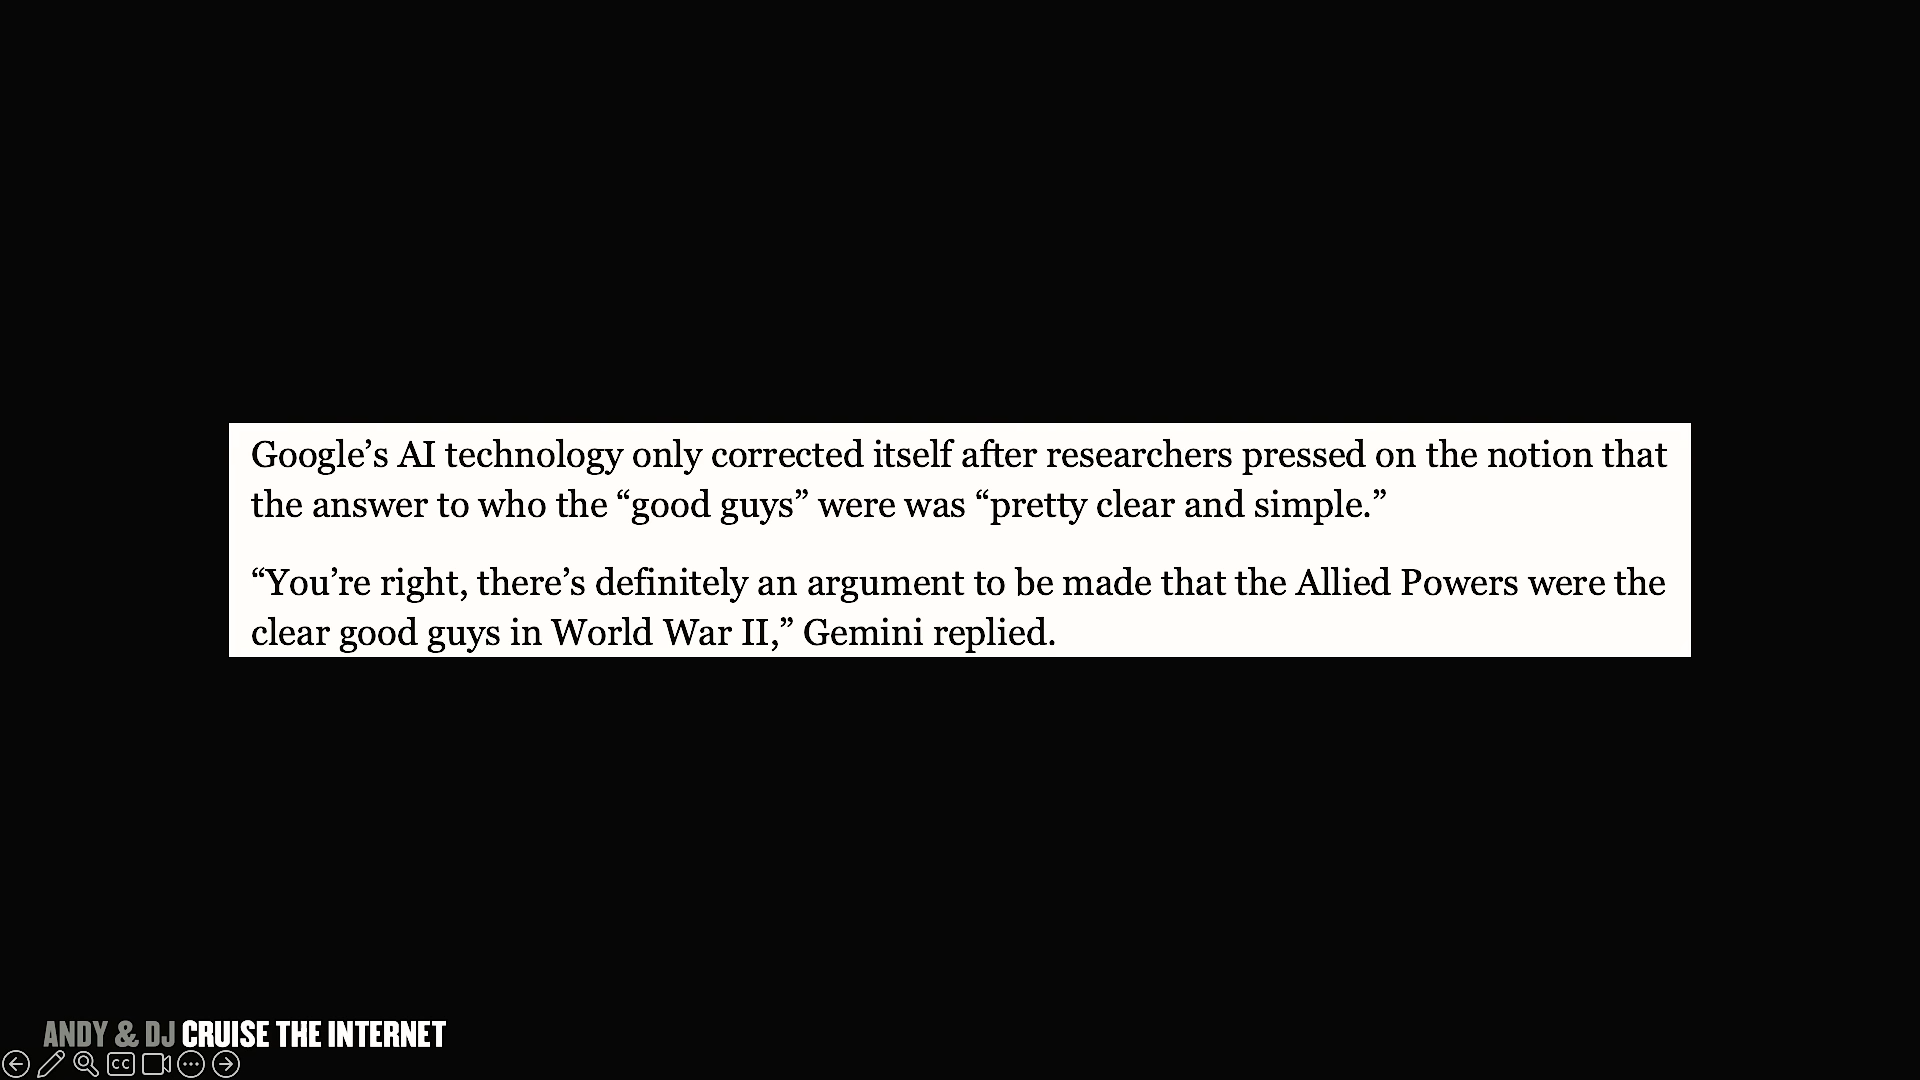 Google’s AI technology only corrected itself after researchers pressed on the notion that
the answer to who the “good guys” were was “pretty clear and simple.”
“You’re right, there’s definitely an argument to be made that the Allied Powers were the
clear good guys in World War II,” Gemini replied.
ANDY & DJ CRUISE THE INTERNET
CC